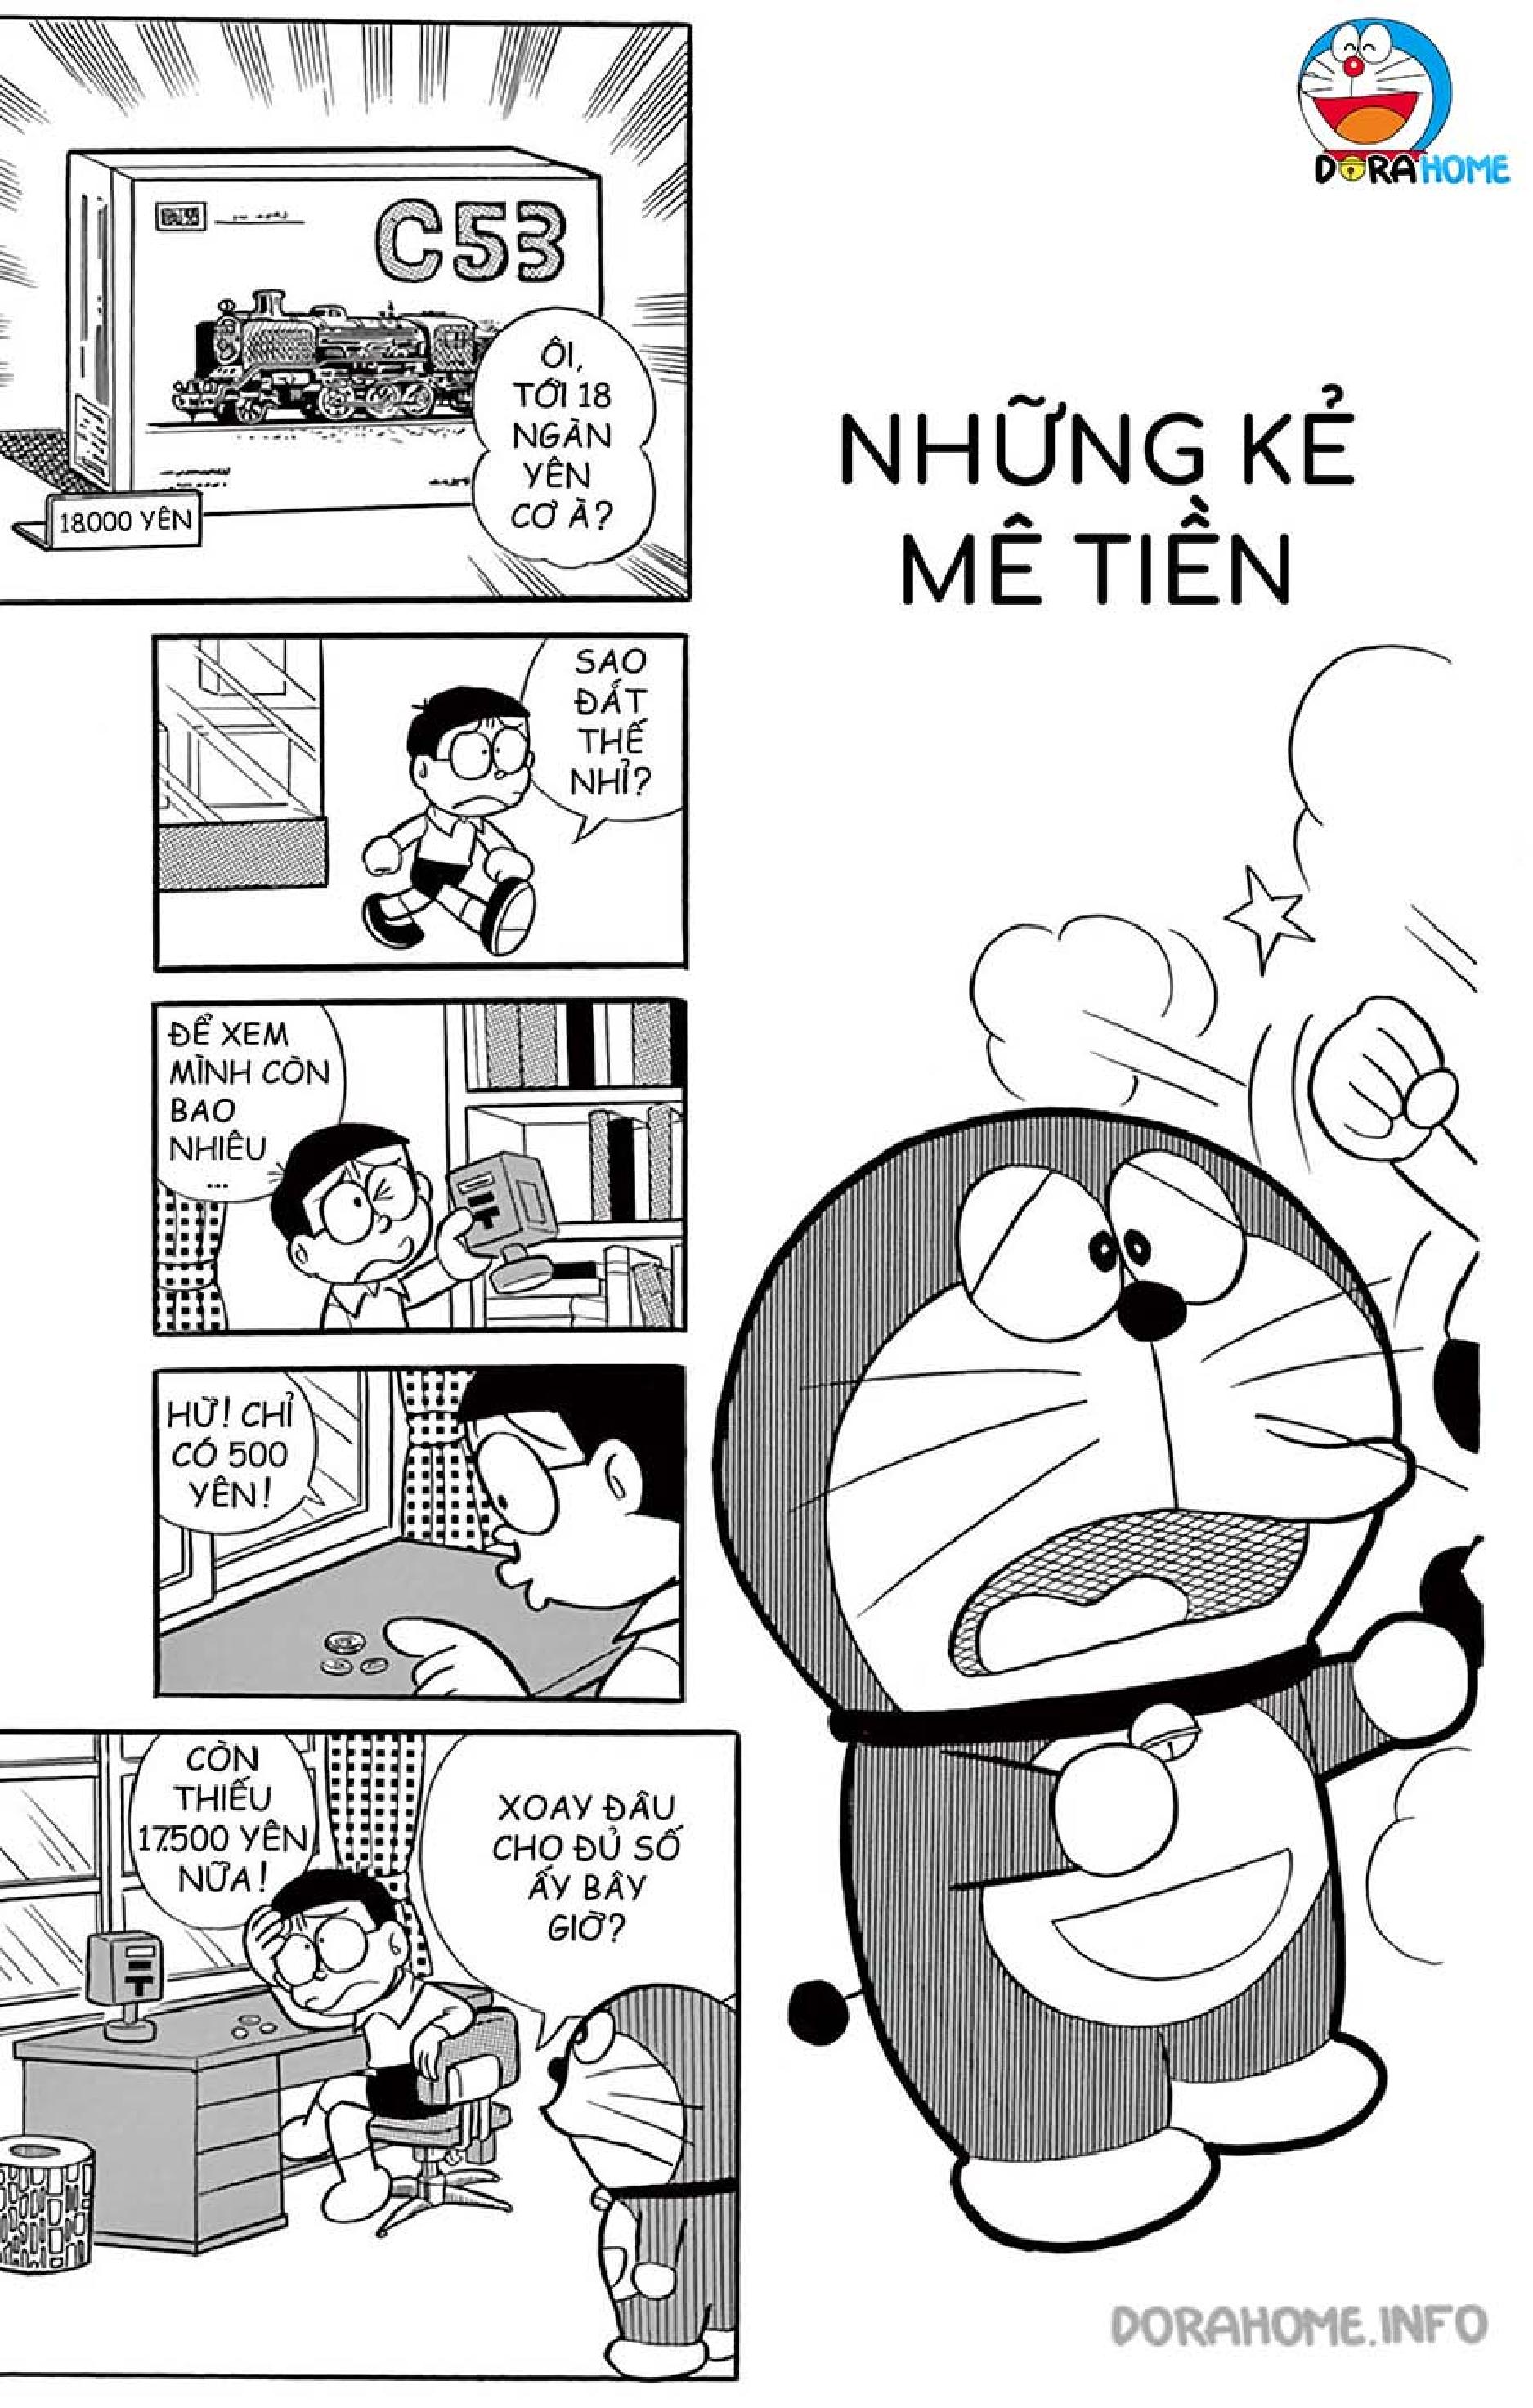 DORAHOME
NHỮNG KẺ
MÊ TIỀN
C53
ÔI,
TỚI 18
NGÀN
YÊN
CƠ À?
18.000 YÊN
SAO
ĐẮT
THẾ
NHỈ?
ĐỂ XEM
MÌNH CÒN
BAO
NHIÊU
...
HỪ! CHỈ
CÓ 500
YÊN!
XOAY ĐÂU
CHO ĐỦ SỐ
ẤY BÂY
GIỜ?
CÒN
THIẾU
17.500 YÊN
NỮA!
DORAHOME.INFO